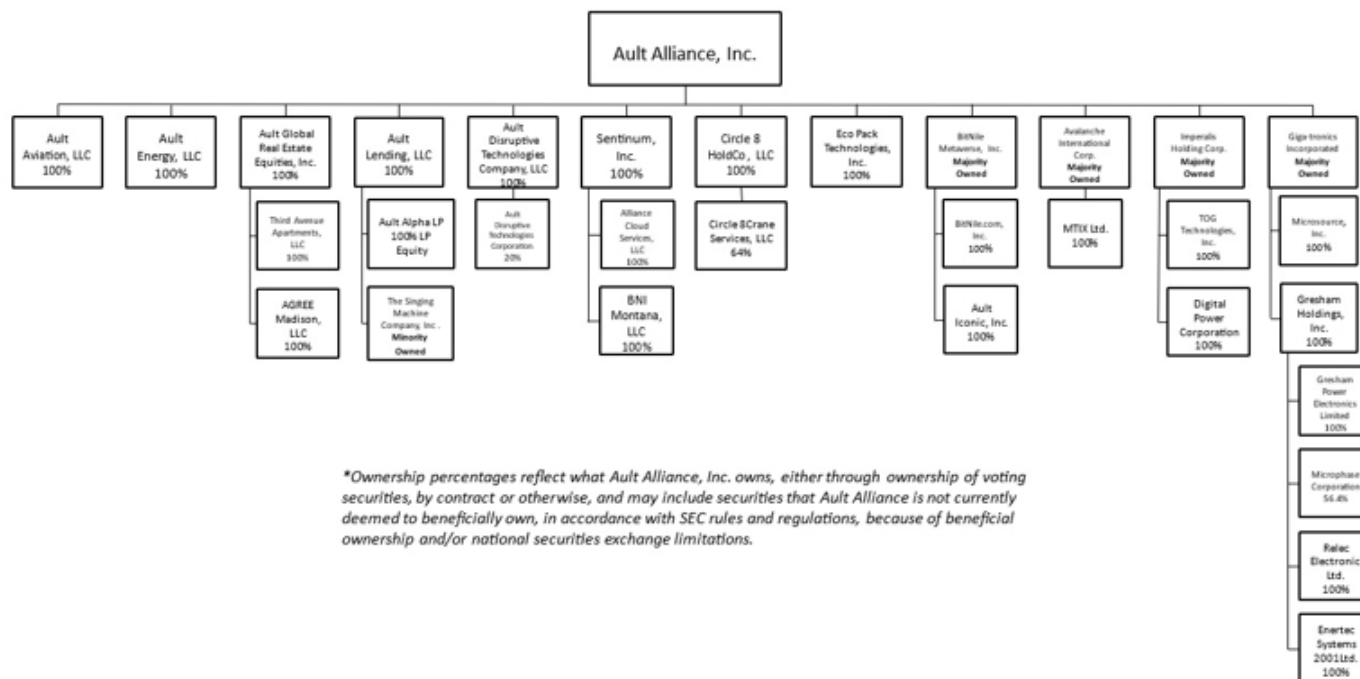 Ault Alliance, Inc.
Ault
Aviation, LLC
100%
Ault
Energy, LLC
100%
Ault Global
Real Estate
Equities, Inc.
100%
Ault
Lending, LLC
100%
Ault
Disruptive
Technologies
Company, LLC
100%
Sentinum,
Inc.
100%
Circle 8
HoldCo, LLC
100%
Eco Pack
Technologies,
Inc.
100%
BitNile
Metaverse, Inc.
Majority
Owned
Avalanche
International
Corp.
Majority
Owned
Imperalis
Holding Corp.
Majority
Owned
Giga-tronics
Incorporated
Majority
Owned
Third Avenue
Apartments,
LLC
100%
Ault Alpha LP
100% LP
Equity
Ault
Disruptive
Technologies
Corporation
20%
Alliance
Cloud
Services,
LLC
100%
Circle 8Crane
Services, LLC
64%
BitNile.com,
Inc.
100%
MTIX Ltd.
100%
TOG
Technologies,
Inc.
100%
Microsource,
Inc.
100%
AGREE
Madison,
LLC
100%
The Singing
Machine
Company, Inc.
Minority
Owned
BNI
Montana,
LLC
100%
Ault
Iconic, Inc.
100%
Digital
Power
Corporation
100%
Gresham
Holdings,
Inc.
100%
Gresham
Power
Electronics
Limited
100%
Microphase
Corporation
56.4%
Relec
Electronic
Ltd.
100%
Enertec
Systems
2001Ltd.
100%
*Ownership percentages reflect what Ault Alliance, Inc. owns, either through ownership of voting
securities, by contract or otherwise, and may include securities that Ault Alliance is not currently
deemed to beneficially own, in accordance with SEC rules and regulations, because of beneficial
ownership and/or national securities exchange limitations.